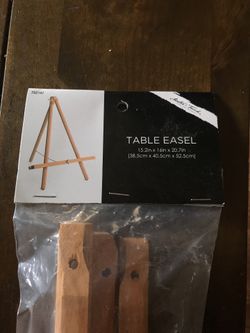 TABLE EASEL
15.2in x 16in x 20.7in
[38.5cm x 40.5cm x 52.5cm]